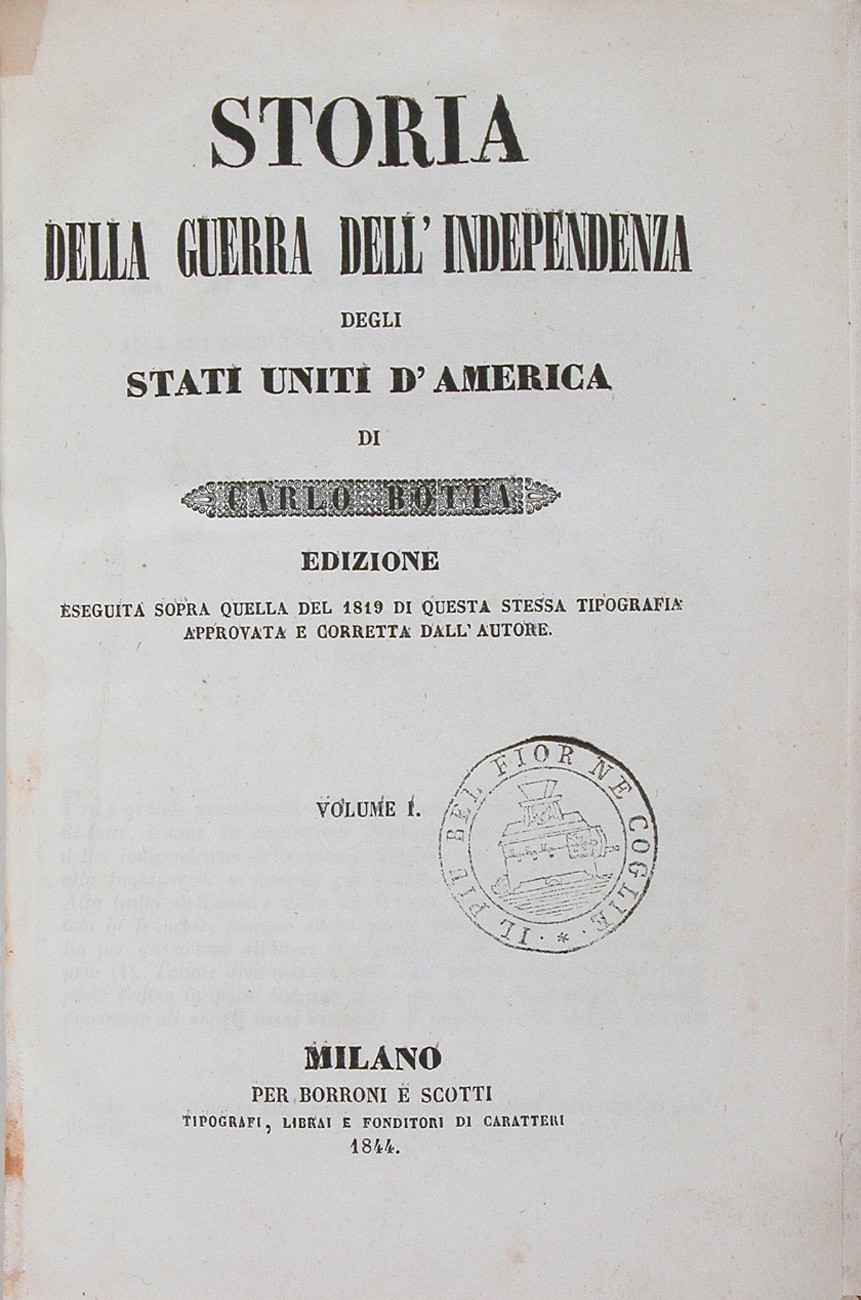 STORIA
DELLA GUERRA DELL' INDEPENDENZA
DEGLI
STATI UNITI D' AMERICA
DI
CARLO BOTTA
EDIZIONE
ESEGUITA SOPRA QUELLA DEL 1819 DI QUESTA STESSA TIPOGRAFIA
APPROVATA E CORRETTA DALL' AUTORE.
VOLUME I.
IL PIÙ BEL FIOR NE COGLIE *
MILANO
PER BORRONI E SCOTTI
TIPOGRAFI, LIBRAI E FONDITORI DI CARATTERI
1844.